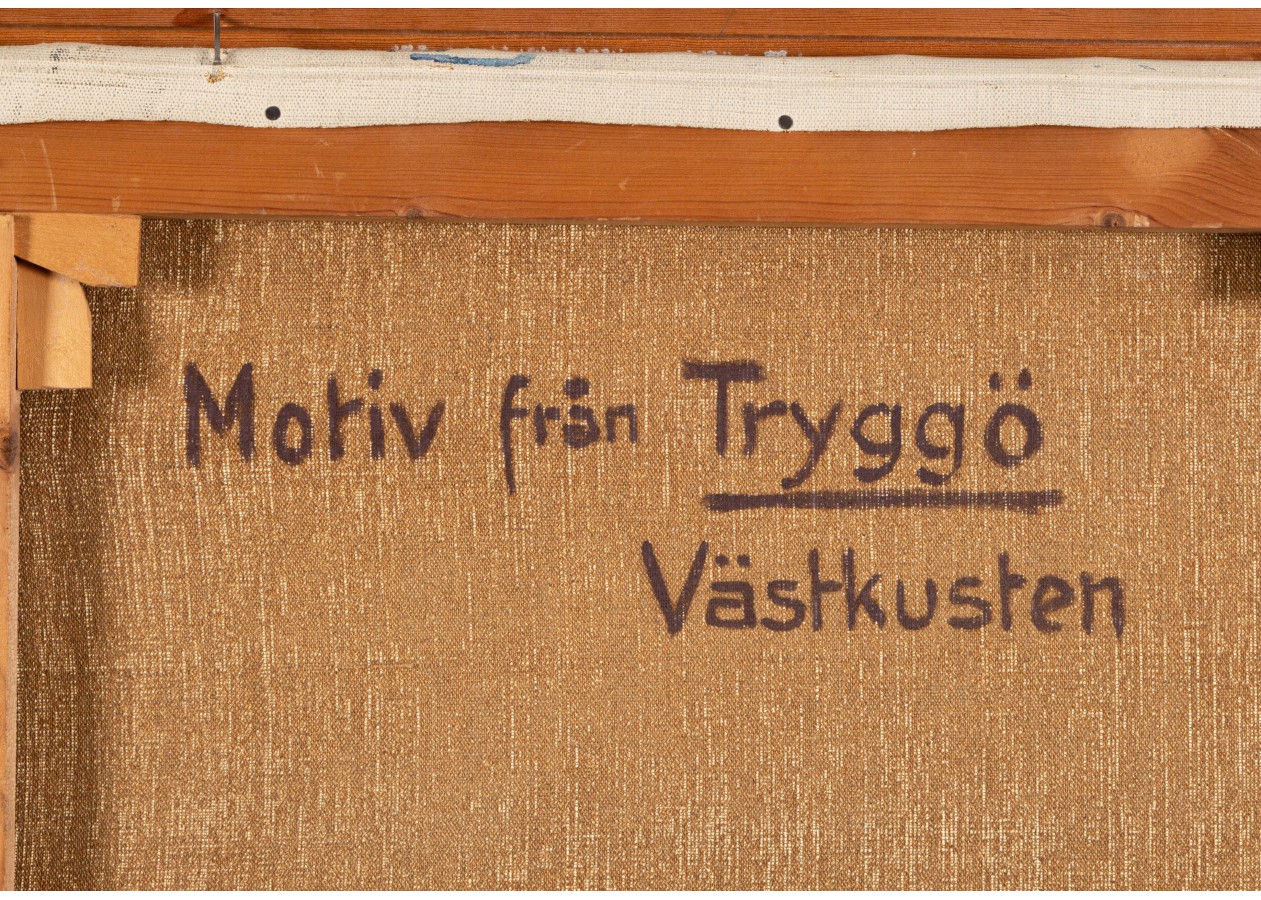 Motiv från Tryggö
Västkusten